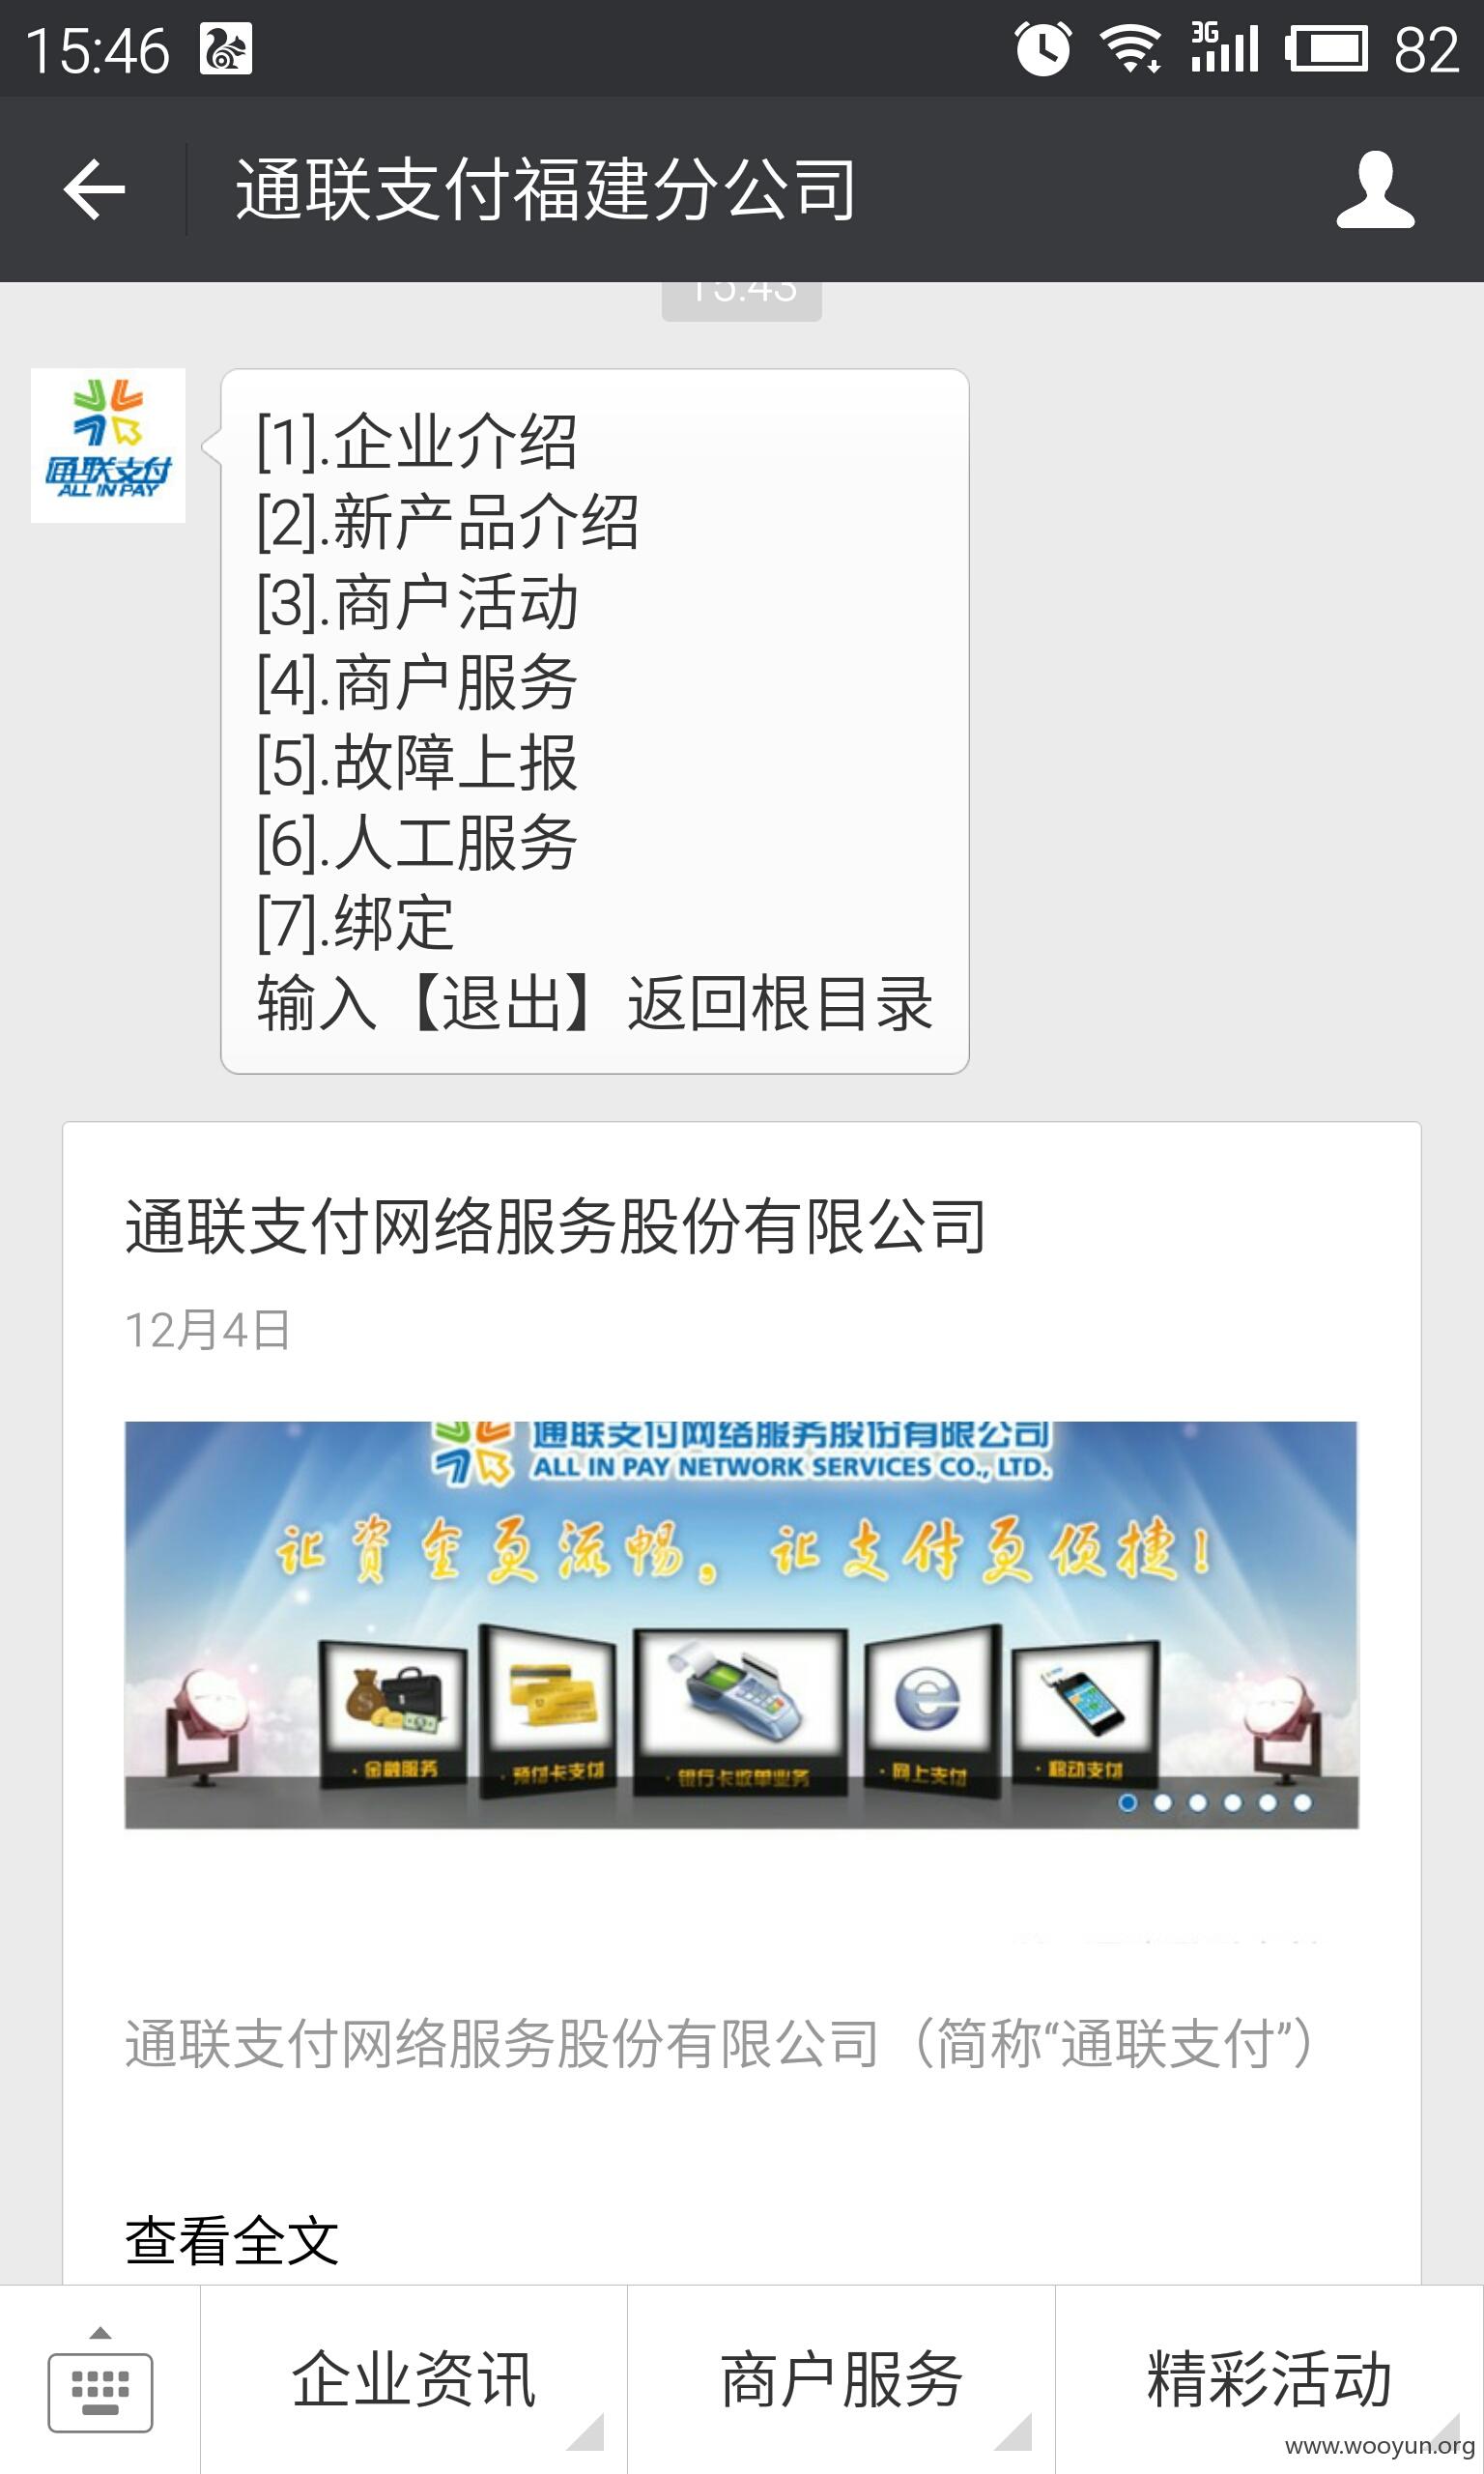 15:46
3G
82
通联支付福建分公司
15:43
通联支付
ALL IN PAY
[1].企业介绍
[2].新产品介绍
[3].商户活动
[4].商户服务
[5].故障上报
[6].人工服务
[7].绑定
输入【退出】返回根目录
通联支付网络服务股份有限公司
12月4日
通联支付网络服务股份有限公司
ALL IN PAY NETWORK SERVICES CO., LTD.
让資金更流畅，让支付更便捷！
·金融服务
·预付卡支付
·银行卡收单业务
·网上支付
·移动支付
通联支付网络服务股份有限公司（简称“通联支付”）
查看全文
企业资讯
商户服务
精彩活动
www.wooyun.org